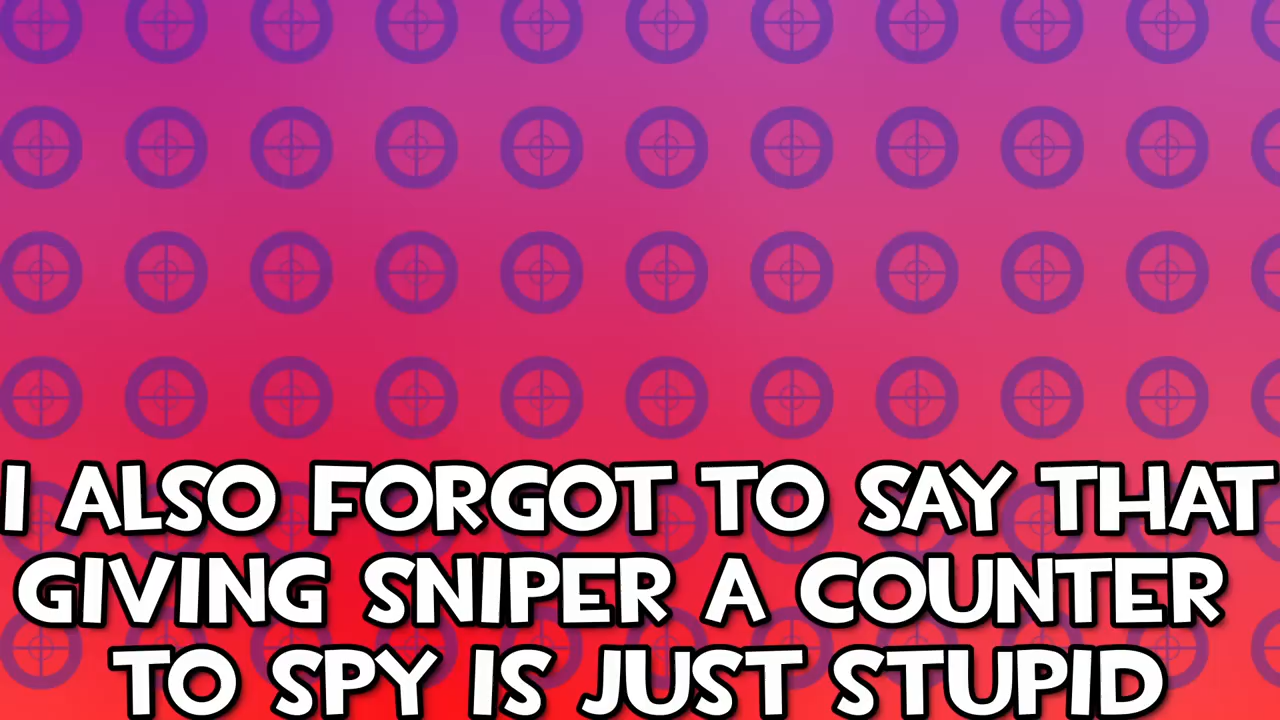 I ALSO FORGOT TO SAY THAT
GIVING SNIPER A COUNTER
TO SPY IS JUST STUPID